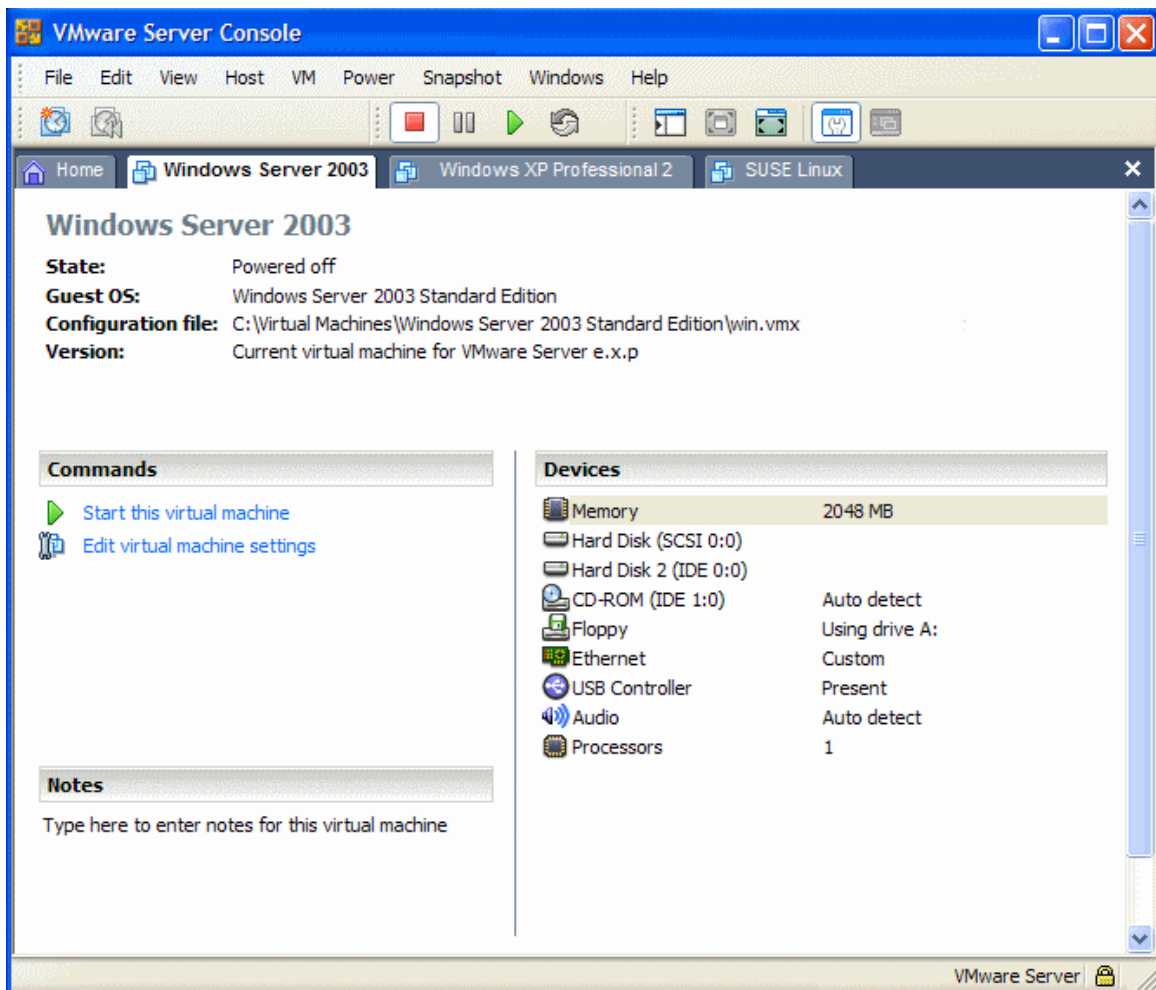 VMware Server Console
File Edit View Host VM Power Snapshot Windows Help
Home Windows Server 2003 Windows XP Professional 2 SUSE Linux
Windows Server 2003
State: Powered off
Guest OS: Windows Server 2003 Standard Edition
Configuration file: C:\Virtual Machines\Windows Server 2003 Standard Edition\win.vmx
Version: Current virtual machine for VMware Server e.x.p
Commands
Start this virtual machine
Edit virtual machine settings
Notes
Type here to enter notes for this virtual machine
Devices
Memory 2048 MB
Hard Disk (SCSI 0:0)
Hard Disk 2 (IDE 0:0)
CD-ROM (IDE 1:0) Auto detect
Floppy Using drive A:
Ethernet Custom
USB Controller Present
Audio Auto detect
Processors 1
VMware Server